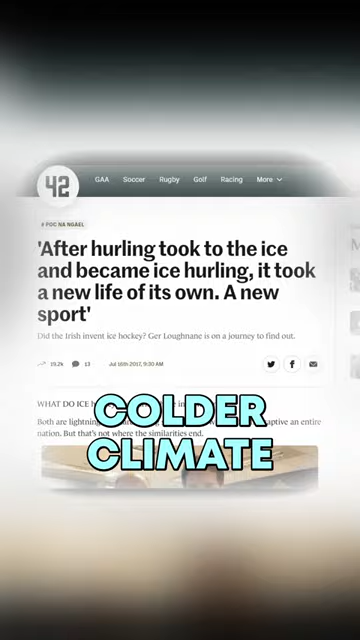 42
GAA Soccer Rugby Golf Racing More
# POC NA NGAEL
'After hurling took to the ice
and became ice hurling, it took
a new life of its own. A new
sport'
Did the Irish invent ice hockey? Ger Loughnane is on a journey to find out.
19.2k 13 Jul 16th 2017, 9:30 AM
WHAT DO ICE
COLDER
Both are lightning
an entire
nation. But that's not where the similarities end.
CLIMATE